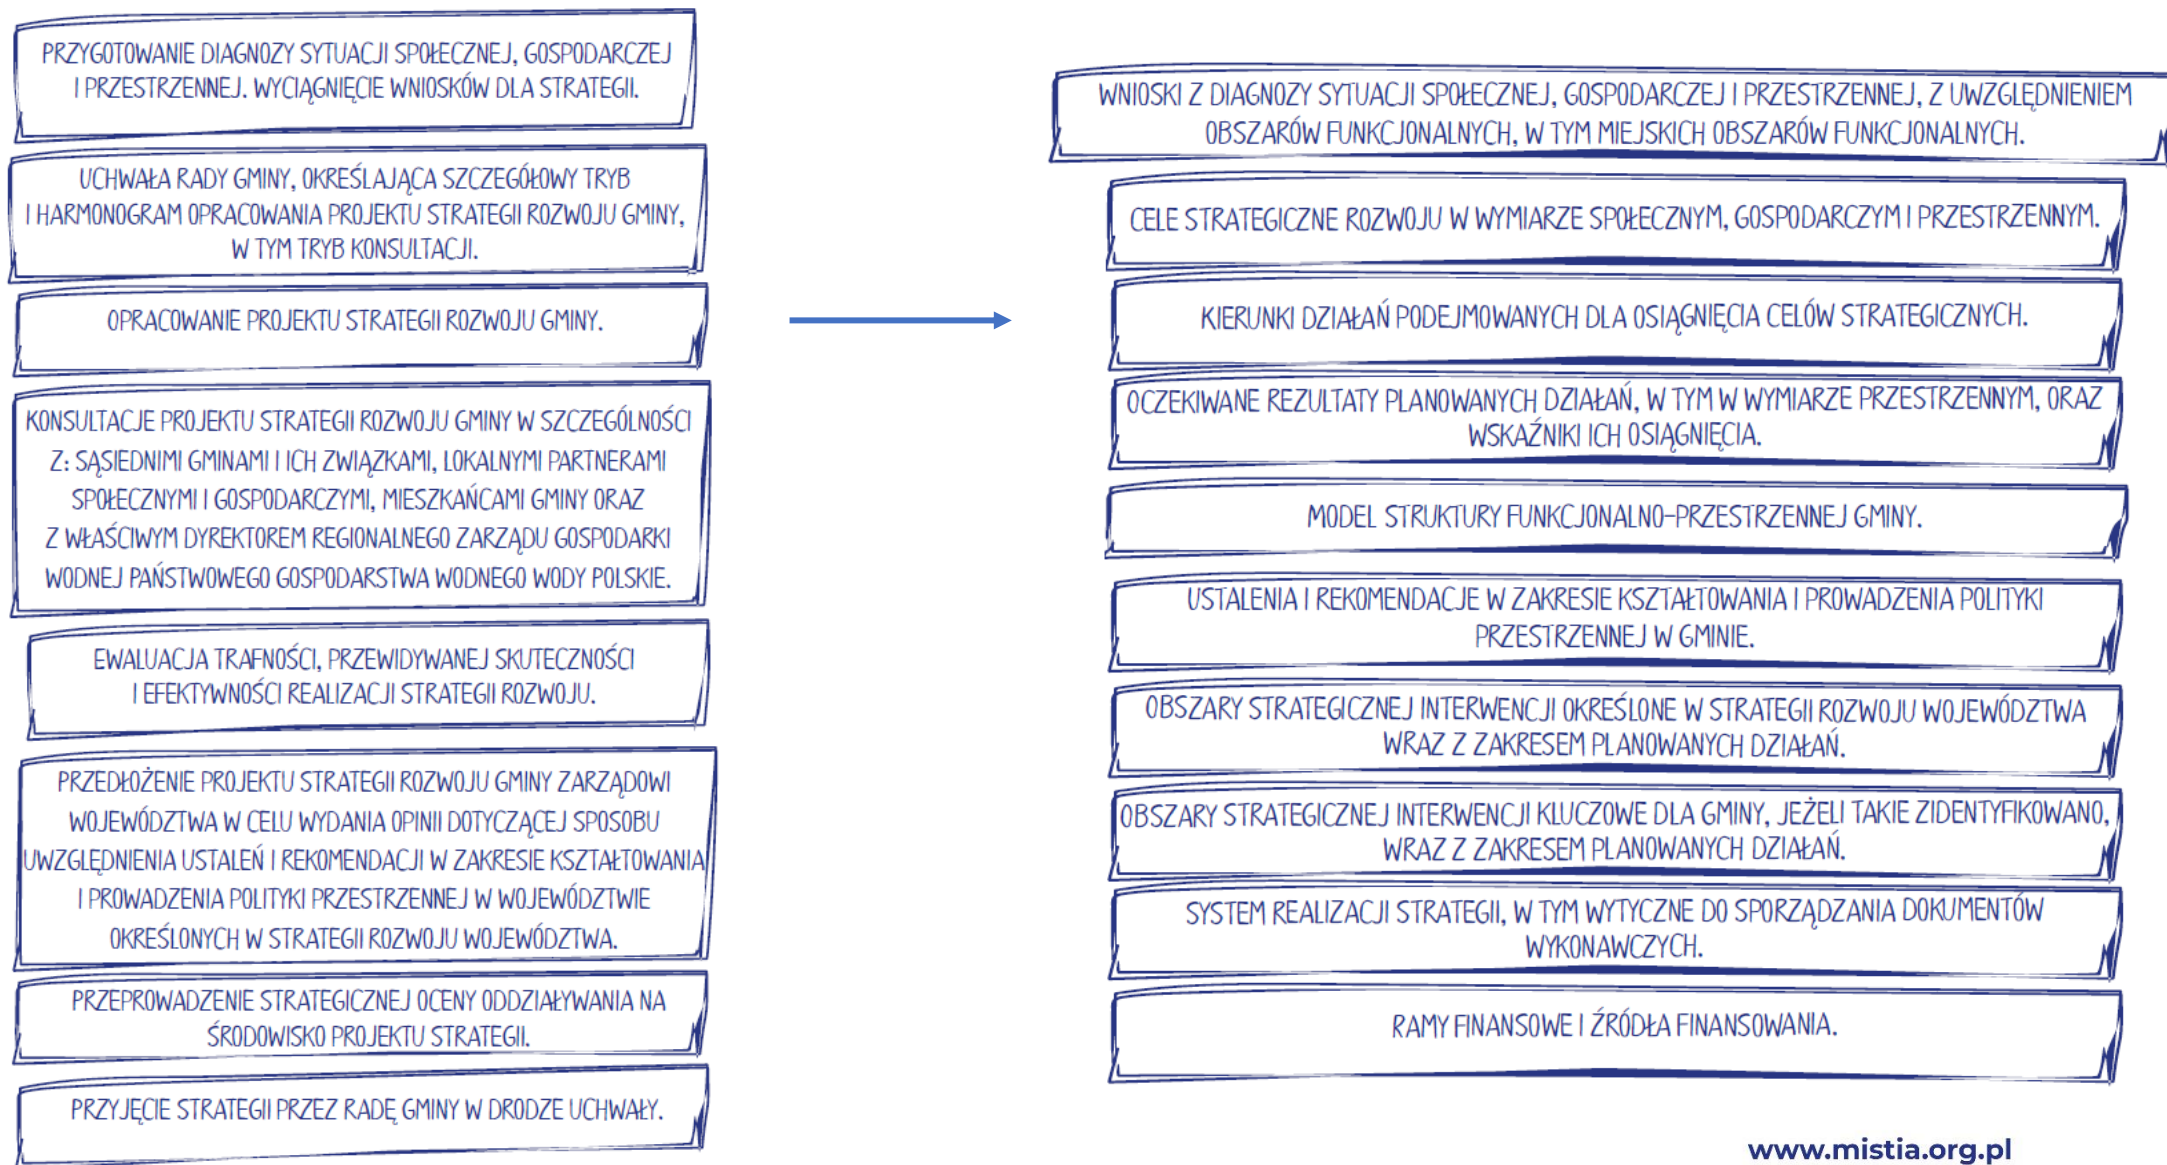 PRZYGOTOWANIE DIAGNOZY SYTUACJI SPOŁECZNEJ, GOSPODARCZEJ
I PRZESTRZENNEJ. WYCIĄGNIĘCIE WNIOSKÓW DLA STRATEGII.
UCHWAŁA RADY GMINY, OKREŚLAJĄCA SZCZEGÓŁOWY TRYB
I HARMONOGRAM OPRACOWANIA PROJEKTU STRATEGII ROZWOJU GMINY,
W TYM TRYB KONSULTACJI.
OPRACOWANIE PROJEKTU STRATEGII ROZWOJU GMINY.
KONSULTACJE PROJEKTU STRATEGII ROZWOJU GMINY W SZCZEGÓLNOŚCI
Z: SĄSIEDNIMI GMINAMI I ICH ZWIĄZKAMI, LOKALNYMI PARTNERAMI
SPOŁECZNYMI I GOSPODARCZYMI, MIESZKAŃCAMI GMINY ORAZ
Z WŁAŚCIWYM DYREKTOREM REGIONALNEGO ZARZĄDU GOSPODARKI
WODNEJ PAŃSTWOWEGO GOSPODARSTWA WODNEGO WODY POLSKIE.
EWALUACJA TRAFNOŚCI, PRZEWIDYWANEJ SKUTECZNOŚCI
I EFEKTYWNOŚCI REALIZACJI STRATEGII ROZWOJU.
PRZEDŁOŻENIE PROJEKTU STRATEGII ROZWOJU GMINY ZARZĄDOWI
WOJEWÓDZTWA W CELU WYDANIA OPINII DOTYCZĄCEJ SPOSOBU
UWZGLĘDNIENIA USTALEŃ I REKOMENDACJI W ZAKRESIE KSZTAŁTOWANIA
I PROWADZENIA POLITYKI PRZESTRZENNEJ W WOJEWÓDZTWIE
OKREŚLONYCH W STRATEGII ROZWOJU WOJEWÓDZTWA.
PRZEPROWADZENIE STRATEGICZNEJ OCENY ODDZIAŁYWANIA NA
ŚRODOWISKO PROJEKTU STRATEGII.
PRZYJĘCIE STRATEGII PRZEZ RADĘ GMINY W DRODZE UCHWAŁY.
WNIOSKI Z DIAGNOZY SYTUACJI SPOŁECZNEJ, GOSPODARCZEJ I PRZESTRZENNEJ, Z UWZGLĘDNIENIEM
OBSZARÓW FUNKCJONALNYCH, W TYM MIEJSKICH OBSZARÓW FUNKCJONALNYCH.
CELE STRATEGICZNE ROZWOJU W WYMIARZE SPOŁECZNYM, GOSPODARCZYM I PRZESTRZENNYM.
KIERUNKI DZIAŁAŃ PODEJMOWANYCH DLA OSIĄGNIĘCIA CELÓW STRATEGICZNYCH.
OCZEKIWANE REZULTATY PLANOWANYCH DZIAŁAŃ, W TYM W WYMIARZE PRZESTRZENNYM, ORAZ
WSKAŹNIKI ICH OSIĄGNIĘCIA.
MODEL STRUKTURY FUNKCJONALNO-PRZESTRZENNEJ GMINY.
USTALENIA I REKOMENDACJE W ZAKRESIE KSZTAŁTOWANIA I PROWADZENIA POLITYKI
PRZESTRZENNEJ W GMINIE.
OBSZARY STRATEGICZNEJ INTERWENCJI OKREŚLONE W STRATEGII ROZWOJU WOJEWÓDZTWA
WRAZ Z ZAKRESEM PLANOWANYCH DZIAŁAŃ.
OBSZARY STRATEGICZNEJ INTERWENCJI KLUCZOWE DLA GMINY, JEŻELI TAKIE ZIDENTYFIKOWANO,
WRAZ Z ZAKRESEM PLANOWANYCH DZIAŁAŃ.
SYSTEM REALIZACJI STRATEGII, W TYM WYTYCZNE DO SPORZĄDZANIA DOKUMENTÓW
WYKONAWCZYCH.
RAMY FINANSOWE I ŹRÓDŁA FINANSOWANIA.
www.mistia.org.pl